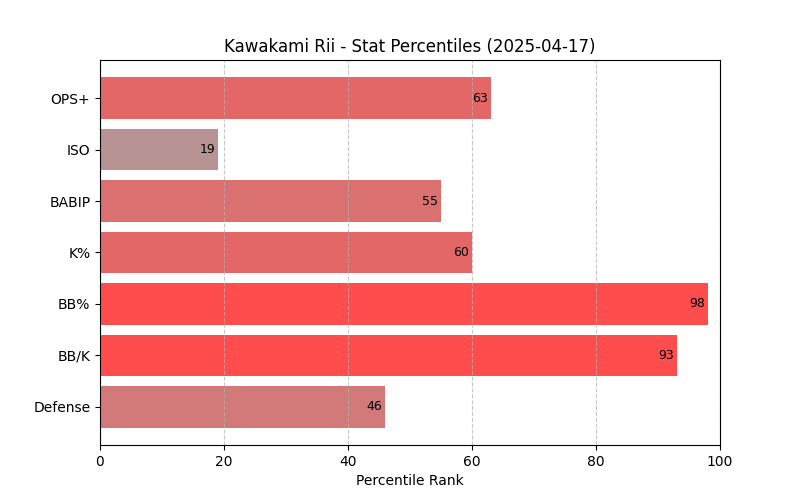 Kawakami Rii - Stat Percentiles (2025-04-17)
OPS+ 63
ISO 19
BABIP 55
K% 60
BB% 98
BB/K 93
Defense 46
0 20 40 60 80 100
Percentile Rank